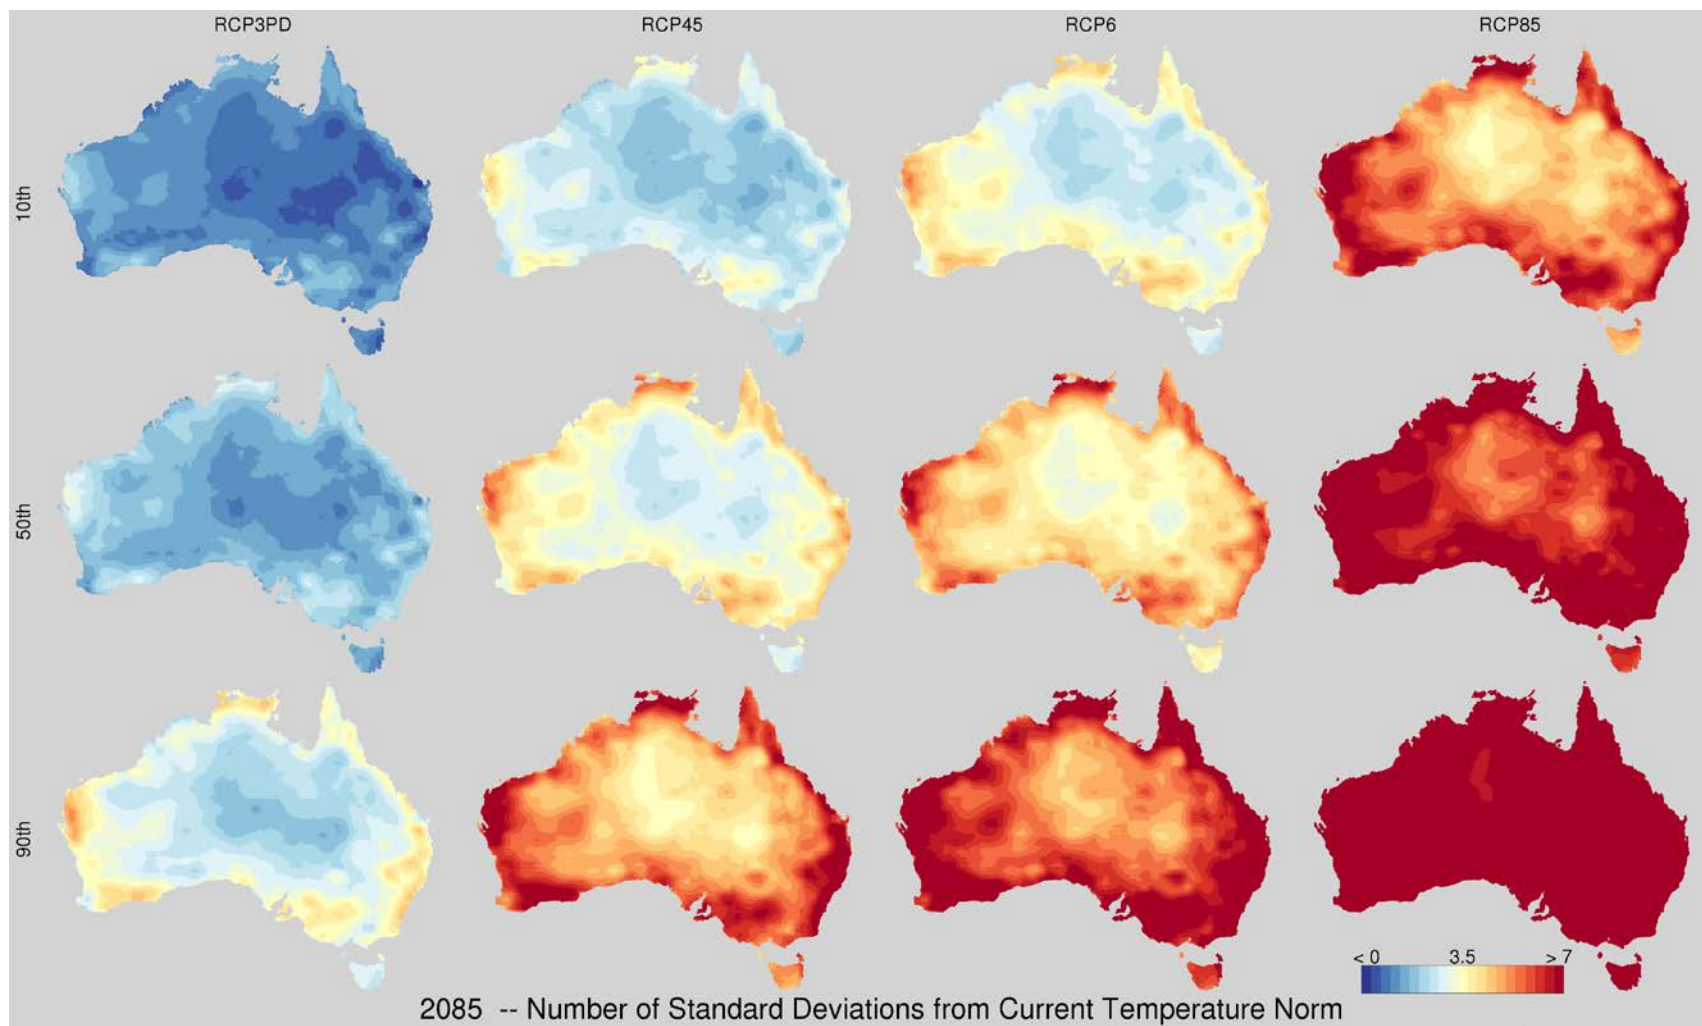 RCP3PD RCP45 RCP6 RCP85
10th
50th
90th
< 0 3.5 > 7
2085 -- Number of Standard Deviations from Current Temperature Norm